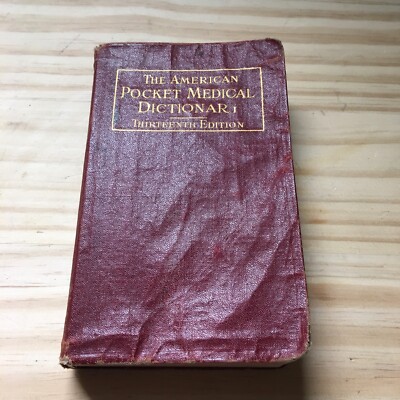 THE AMERICAN
POCKET MEDICAL
DICTIONARY
THIRTEENTH EDITION